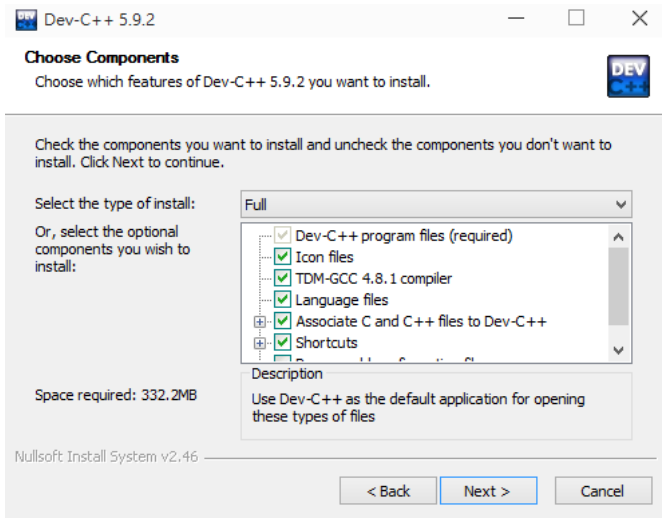 Dev-C++ 5.9.2
Choose Components
Choose which features of Dev-C++ 5.9.2 you want to install.
DEV
C++
Check the components you want to install and uncheck the components you don't want to
install. Click Next to continue.
Select the type of install:
Full
Or, select the optional
components you wish to
install:
Dev-C++ program files (required)
Icon files
TDM-GCC 4.8.1 compiler
Language files
Associate C and C++ files to Dev-C++
Shortcuts
Space required: 332.2MB
Description
Use Dev-C++ as the default application for opening
these types of files
Nullsoft Install System v2.46
< Back
Next >
Cancel